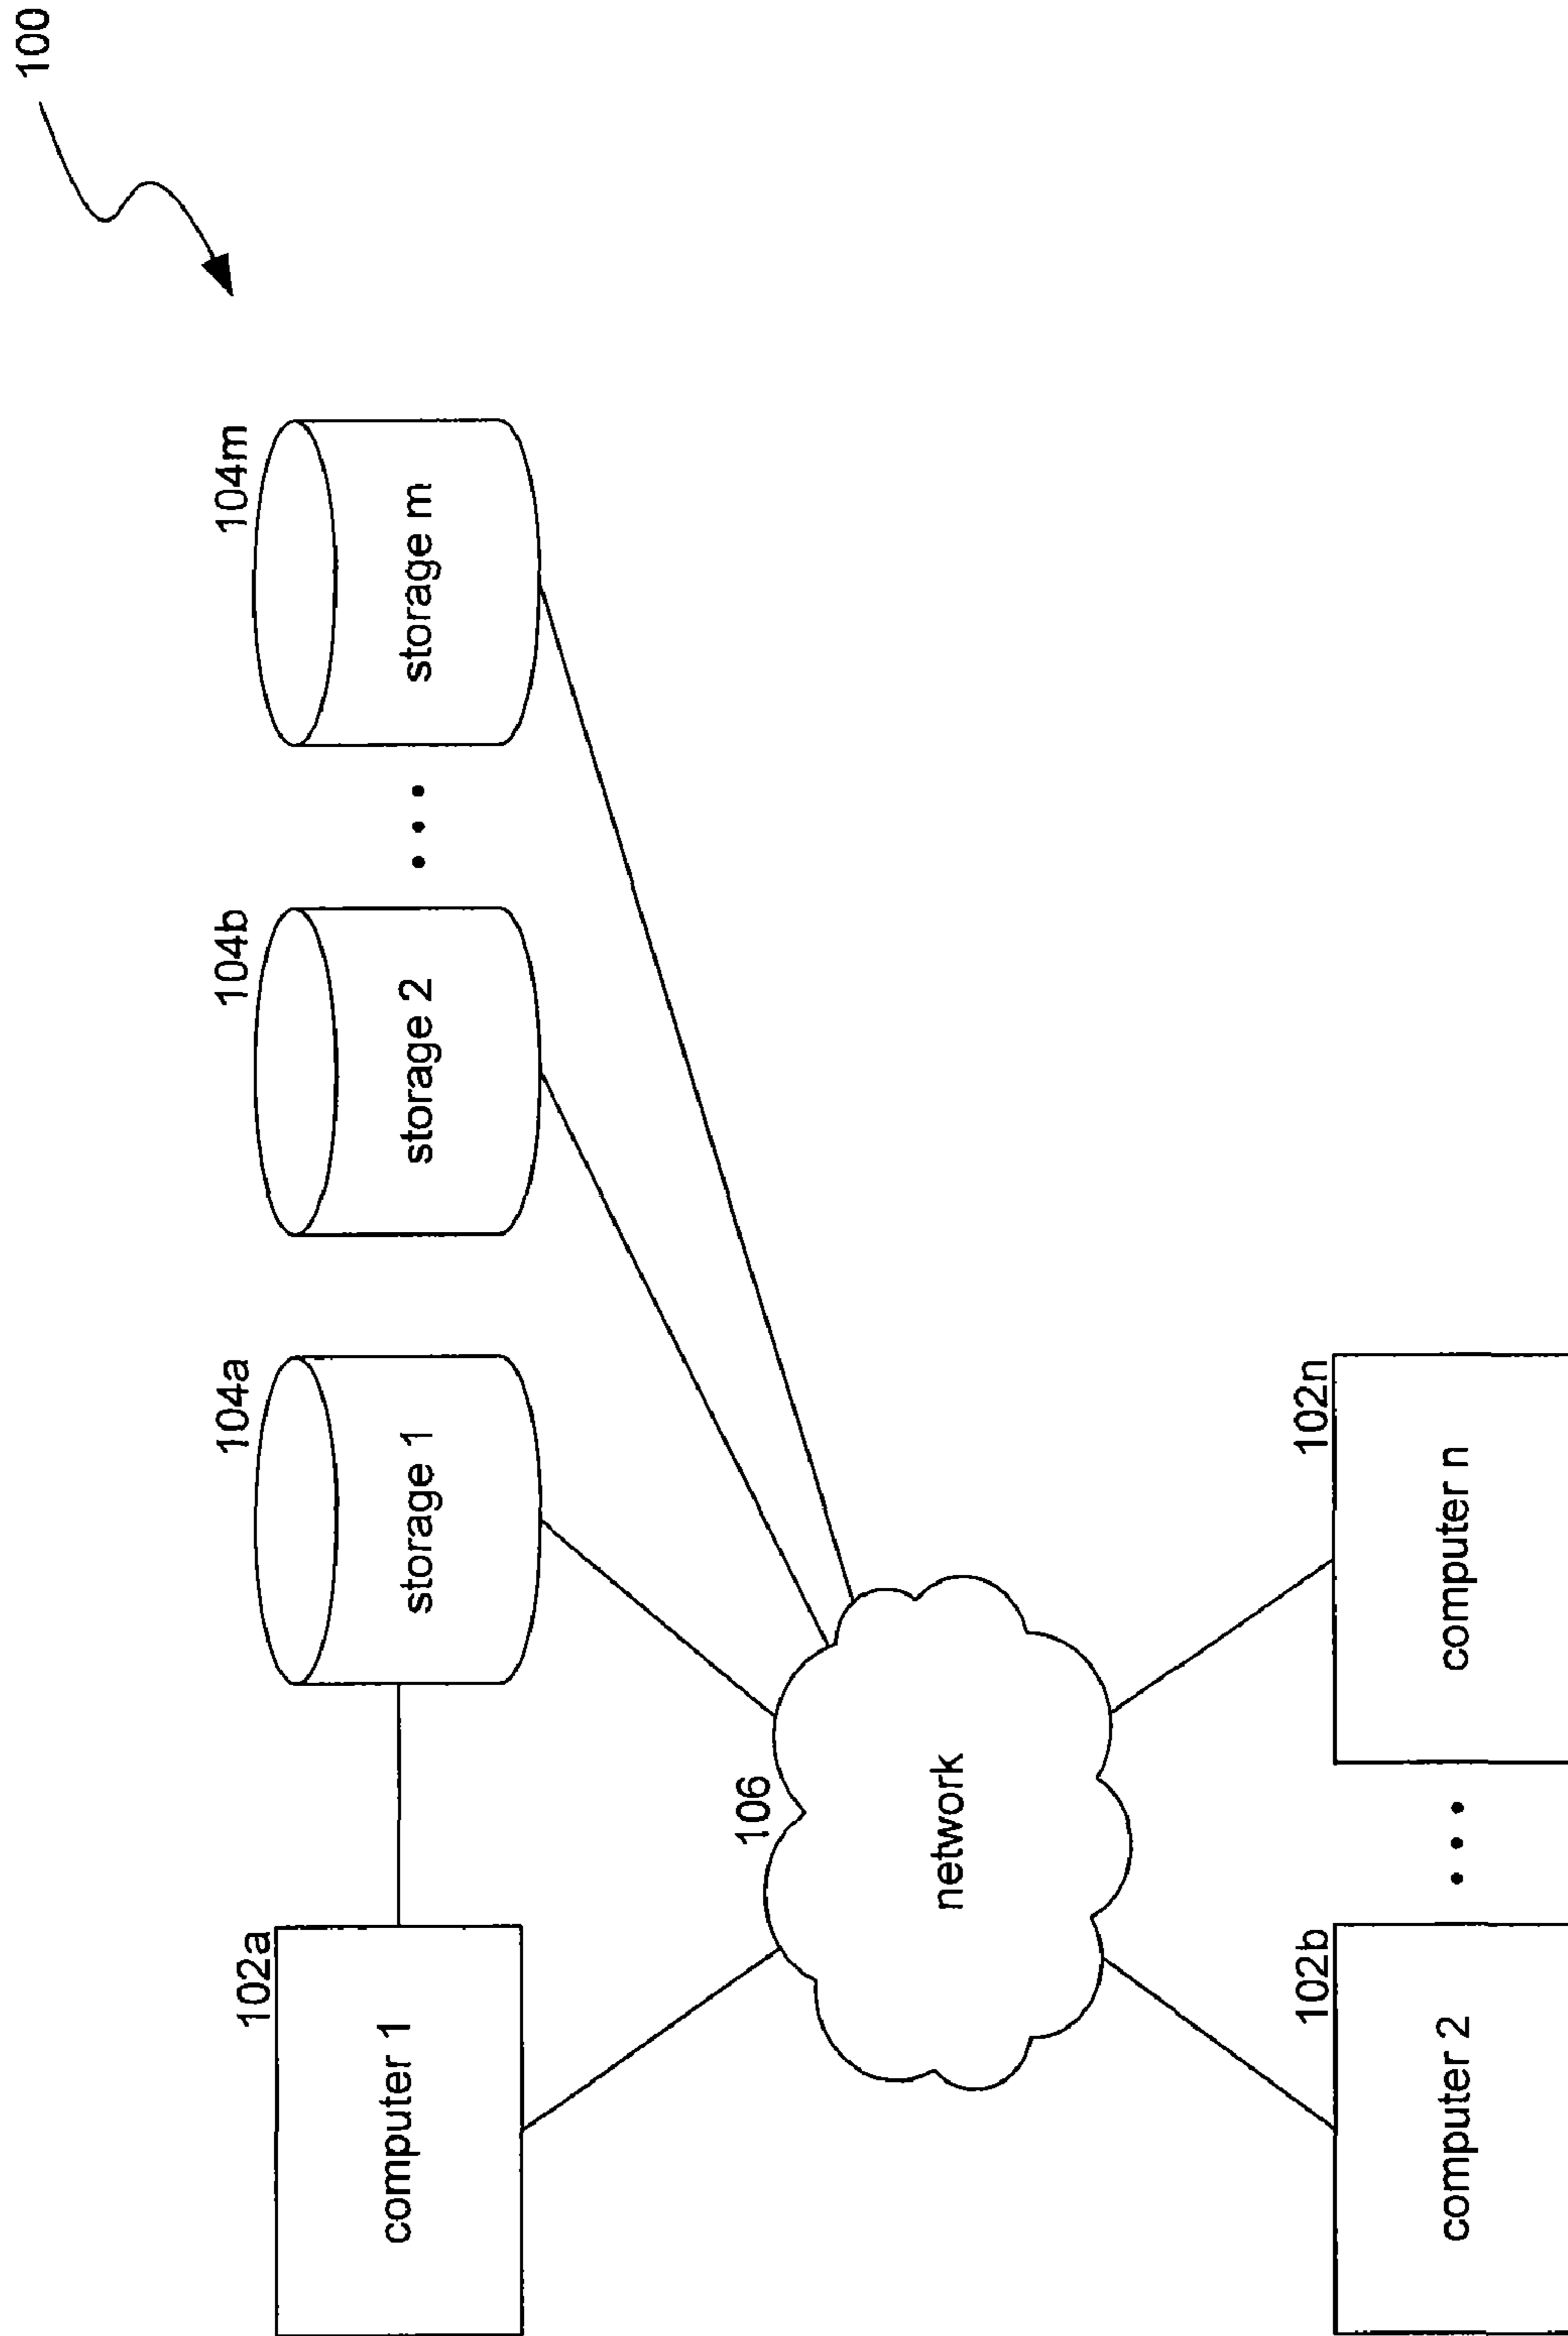 100
102a
computer 1
104a
storage 1
104b
storage 2
• • •
104m
storage m
106
network
102b
computer 2
• • •
102n
computer n